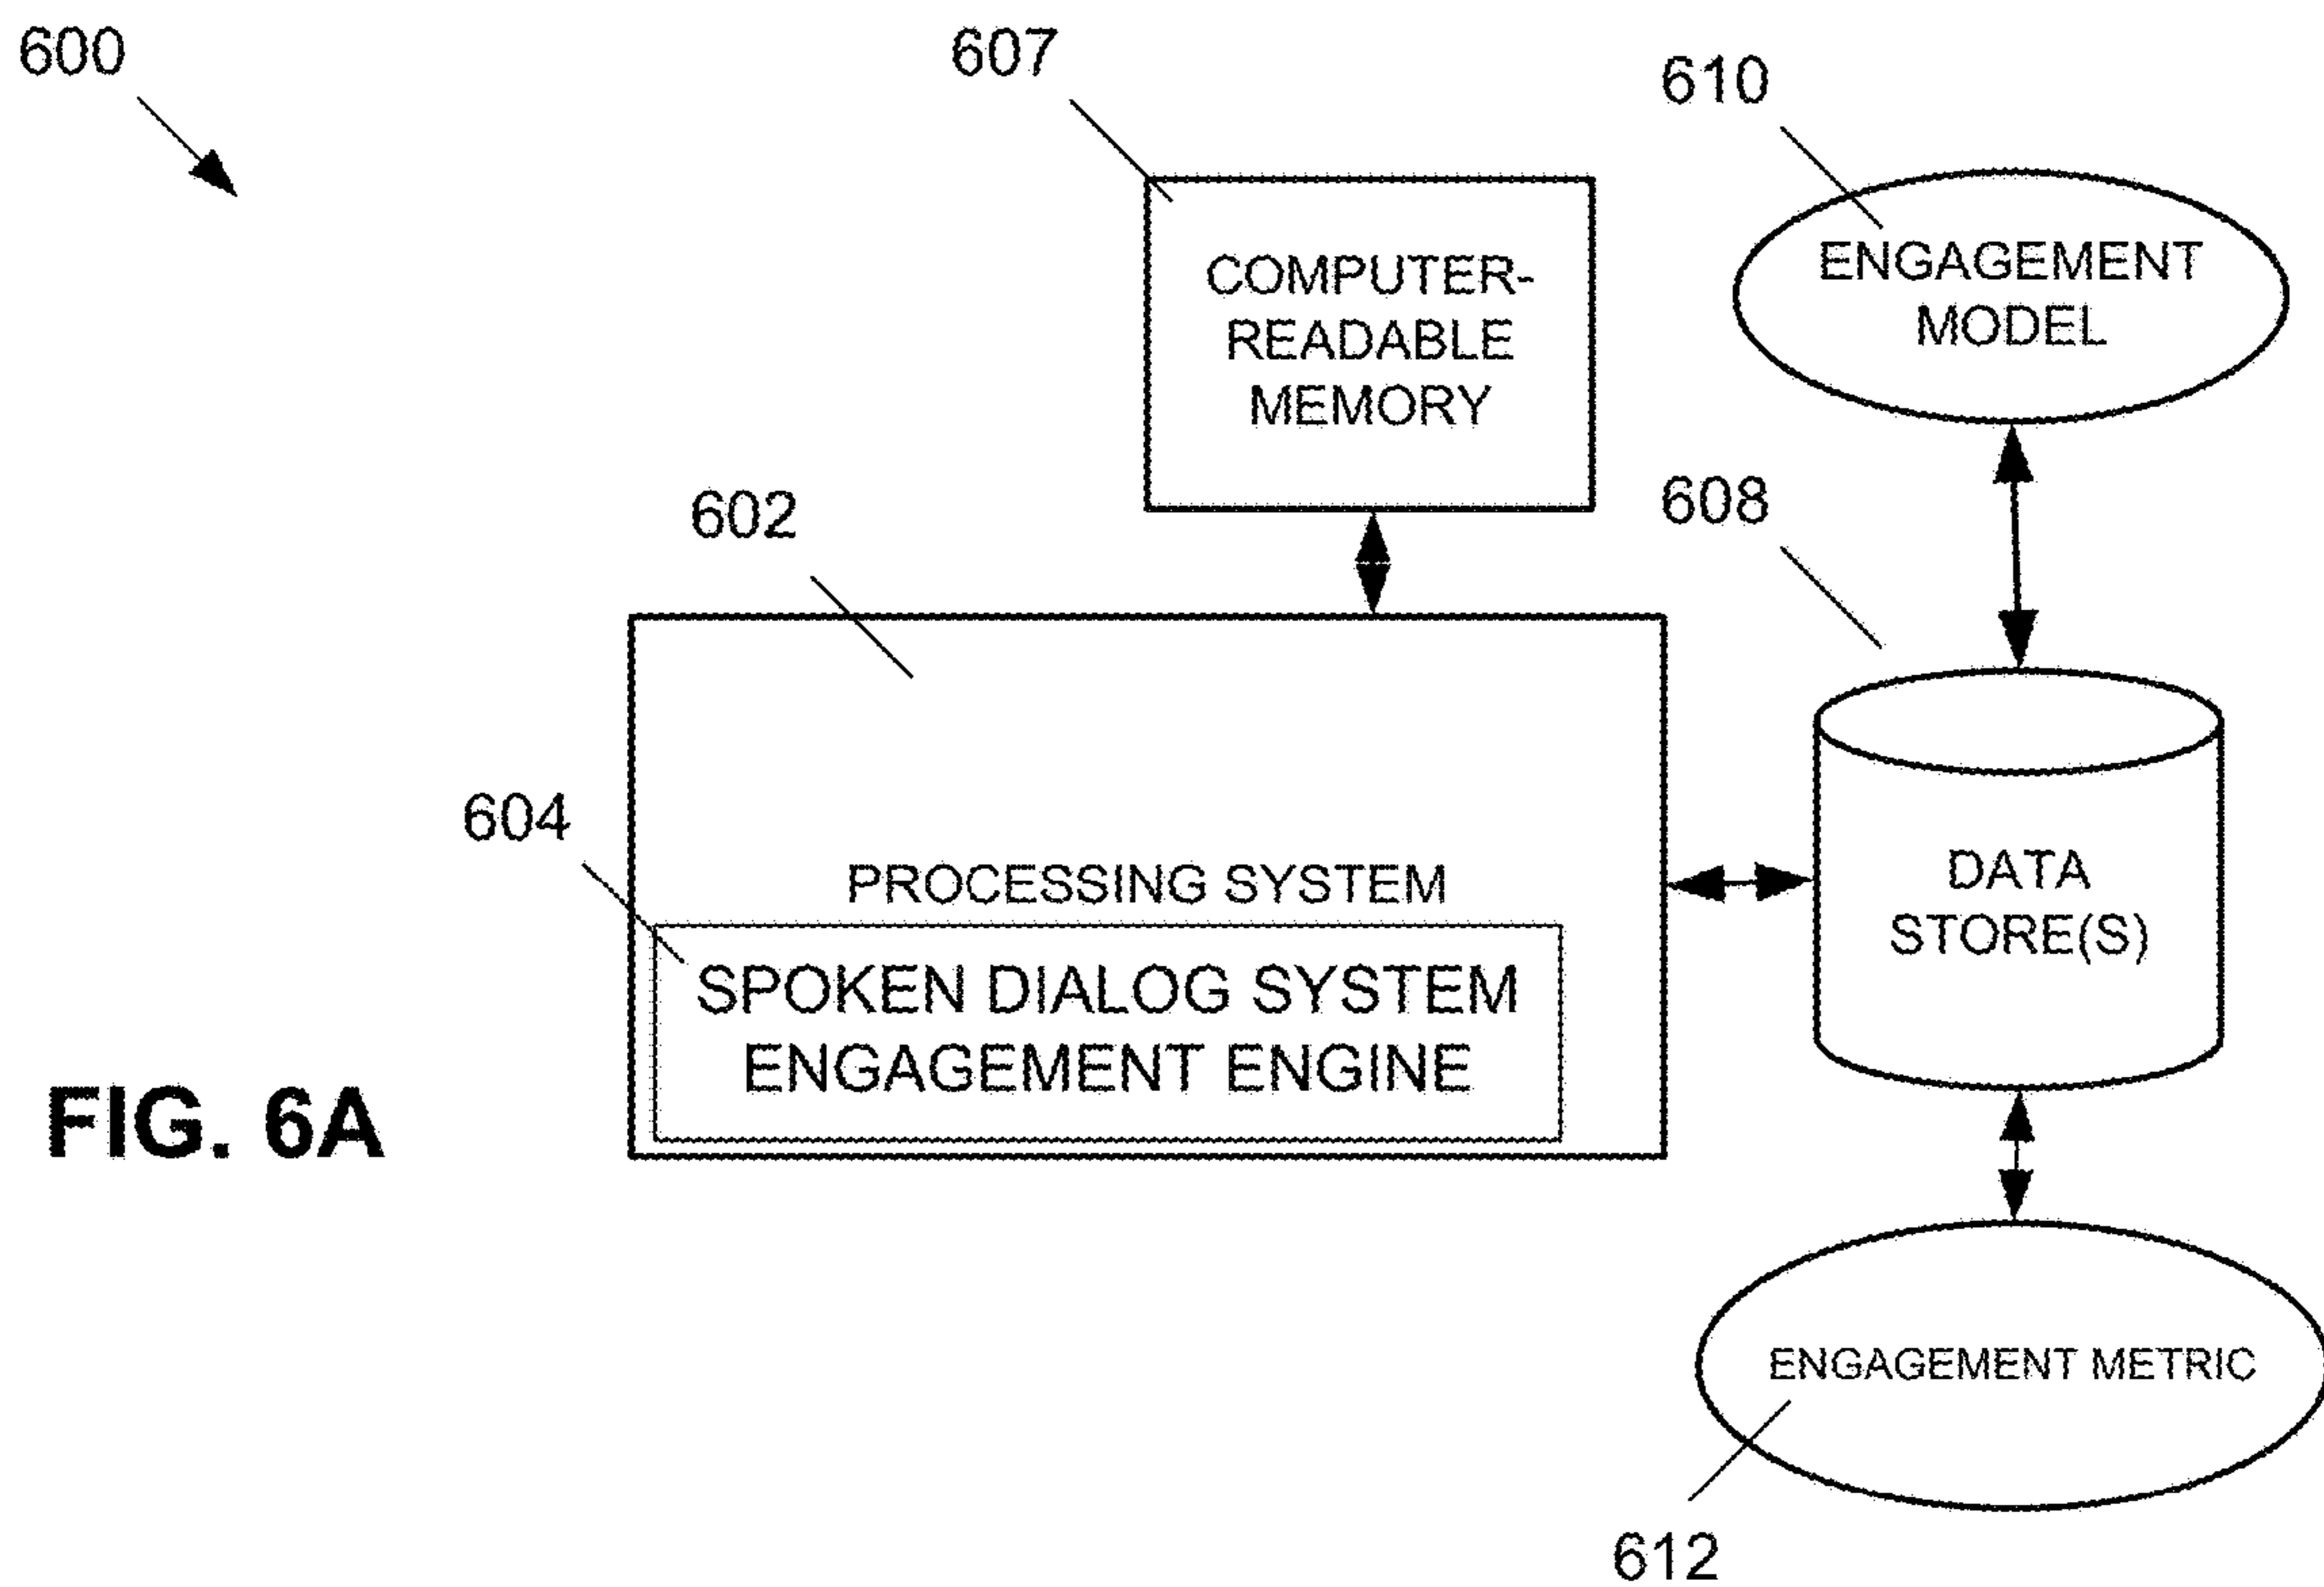 600
607
610
COMPUTER-
READABLE
MEMORY
ENGAGEMENT
MODEL
602
608
604
PROCESSING SYSTEM
SPOKEN DIALOG SYSTEM
ENGAGEMENT ENGINE
DATA
STORE(S)
FIG. 6A
ENGAGEMENT METRIC
612